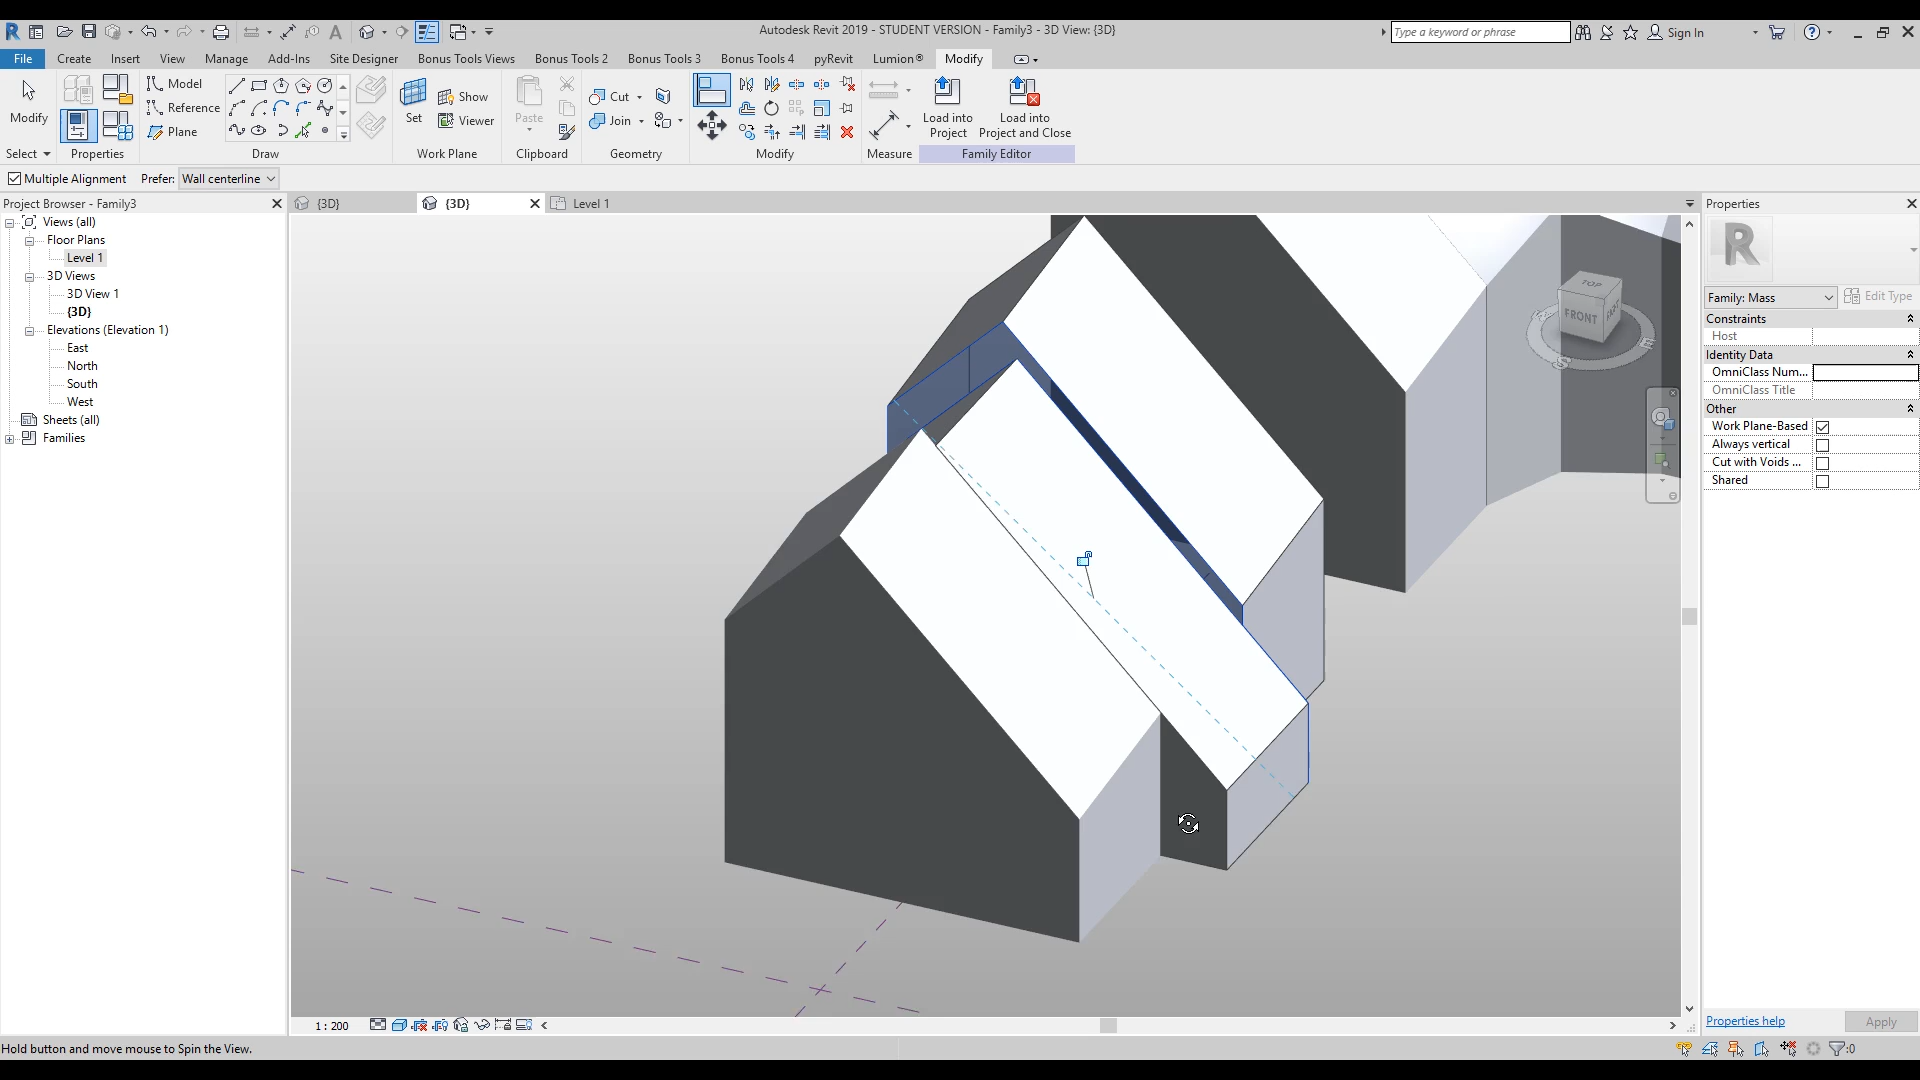 Autodesk Revit 2019 - STUDENT VERSION - Family3 - 3D View: {3D}
Type a keyword or phrase
Sign In
File Create Insert View Manage Add-Ins Site Designer Bonus Tools Views Bonus Tools 2 Bonus Tools 3 Bonus Tools 4 pyRevit Lumion® Modify
Modify
Model
Reference
Plane
Set
Show
Viewer
Paste
Cut
Join
Load into
Project
Load into
Project and Close
Select Properties Draw Work Plane Clipboard Geometry Modify Measure Family Editor
Multiple Alignment Prefer: Wall centerline
Project Browser - Family3
{3D} {3D} Level 1
Properties
Views (all)
Floor Plans
Level 1
3D Views
3D View 1
{3D}
Elevations (Elevation 1)
East
North
South
West
Sheets (all)
Families
TOP
FRONT
S
E
Family: Mass Edit Type
Constraints
Host
Identity Data
OmniClass Num...
OmniClass Title
Other
Work Plane-Based
Always vertical
Cut with Voids ...
Shared
Properties help Apply
1 : 200
Hold button and move mouse to Spin the View.
:0